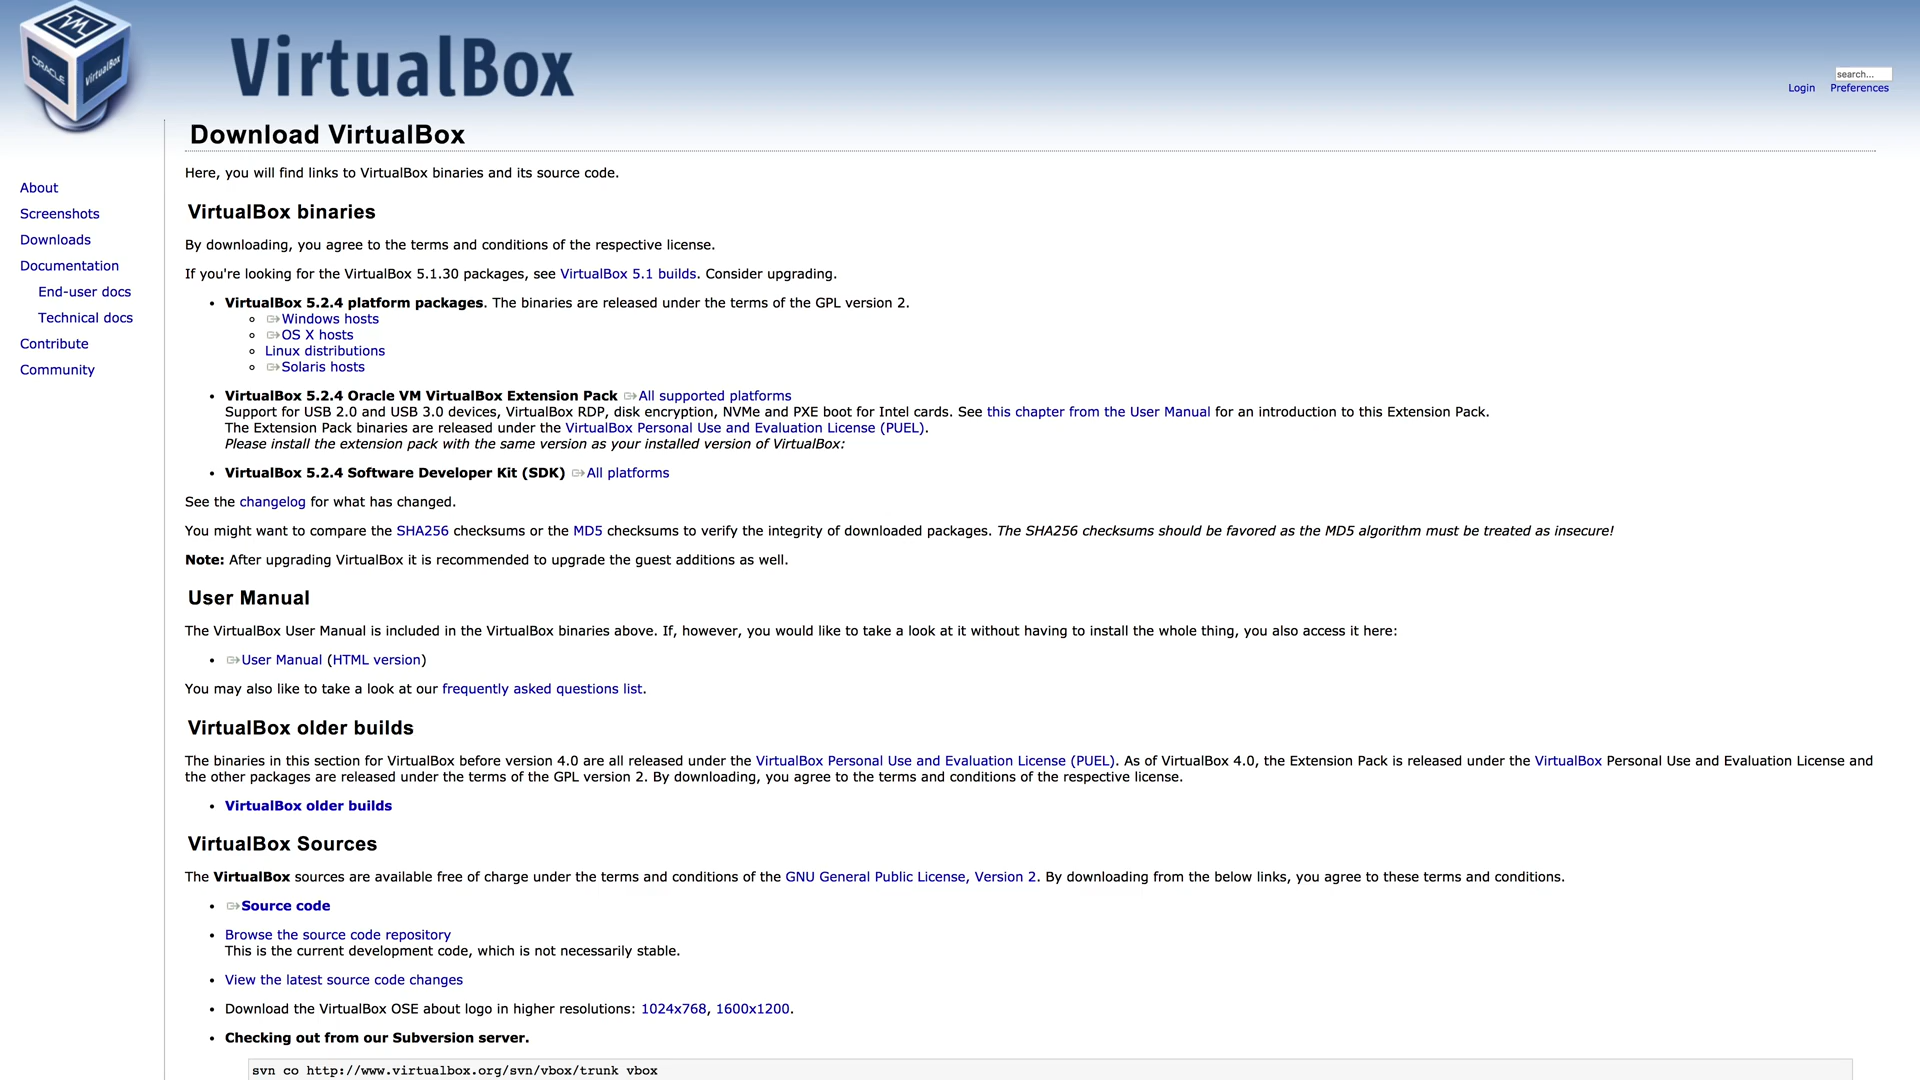 ORACLE
VirtualBox
VirtualBox
search...
Login Preferences
Download VirtualBox
Here, you will find links to VirtualBox binaries and its source code.
About
Screenshots
Downloads
Documentation
End-user docs
Technical docs
Contribute
Community
VirtualBox binaries
By downloading, you agree to the terms and conditions of the respective license.
If you're looking for the VirtualBox 5.1.30 packages, see VirtualBox 5.1 builds. Consider upgrading.
• VirtualBox 5.2.4 platform packages. The binaries are released under the terms of the GPL version 2.
Windows hosts
OS X hosts
Linux distributions
Solaris hosts
• VirtualBox 5.2.4 Oracle VM VirtualBox Extension Pack All supported platforms
Support for USB 2.0 and USB 3.0 devices, VirtualBox RDP, disk encryption, NVMe and PXE boot for Intel cards. See this chapter from the User Manual for an introduction to this Extension Pack.
The Extension Pack binaries are released under the VirtualBox Personal Use and Evaluation License (PUEL).
Please install the extension pack with the same version as your installed version of VirtualBox:
• VirtualBox 5.2.4 Software Developer Kit (SDK) All platforms
See the changelog for what has changed.
You might want to compare the SHA256 checksums or the MD5 checksums to verify the integrity of downloaded packages. The SHA256 checksums should be favored as the MD5 algorithm must be treated as insecure!
Note: After upgrading VirtualBox it is recommended to upgrade the guest additions as well.
User Manual
The VirtualBox User Manual is included in the VirtualBox binaries above. If, however, you would like to take a look at it without having to install the whole thing, you also access it here:
• User Manual (HTML version)
You may also like to take a look at our frequently asked questions list.
VirtualBox older builds
The binaries in this section for VirtualBox before version 4.0 are all released under the VirtualBox Personal Use and Evaluation License (PUEL). As of VirtualBox 4.0, the Extension Pack is released under the VirtualBox Personal Use and Evaluation License and
the other packages are released under the terms of the GPL version 2. By downloading, you agree to the terms and conditions of the respective license.
• VirtualBox older builds
VirtualBox Sources
The VirtualBox sources are available free of charge under the terms and conditions of the GNU General Public License, Version 2. By downloading from the below links, you agree to these terms and conditions.
• Source code
• Browse the source code repository
This is the current development code, which is not necessarily stable.
• View the latest source code changes
• Download the VirtualBox OSE about logo in higher resolutions: 1024x768, 1600x1200.
• Checking out from our Subversion server.
svn co http://www.virtualbox.org/svn/vbox/trunk vbox